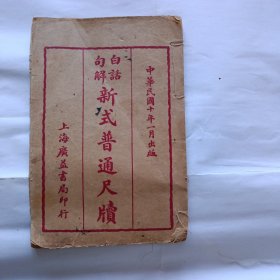 中華民國十年一月出版
白話
句解
新式普通尺牘
上海廣益書局印行